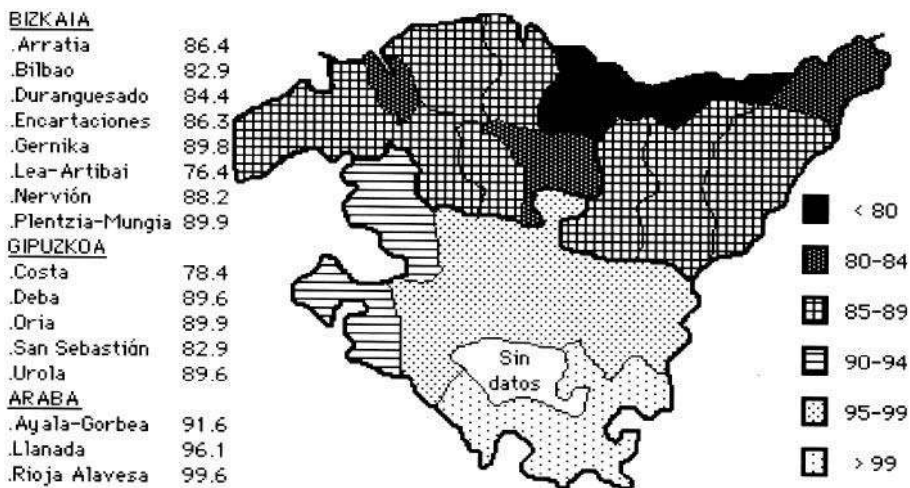 BIZKAIA
.Arratia 86.4
.Bilbao 82.9
.Duranguesado 84.4
.Encartaciones 86.3
.Gernika 89.8
.Lea-Artibai 76.4
.Nervión 88.2
.Plentzia-Mungia 89.9
GIPUZKOA
.Costa 78.4
.Deba 89.6
.Oria 89.9
.San Sebastián 82.9
.Urola 89.6
ARABA
.Ayala-Gorbea 91.6
.Llanada 96.1
.Rioja Alavesa 99.6
Sin
datos
< 80
80-84
85-89
90-94
95-99
> 99